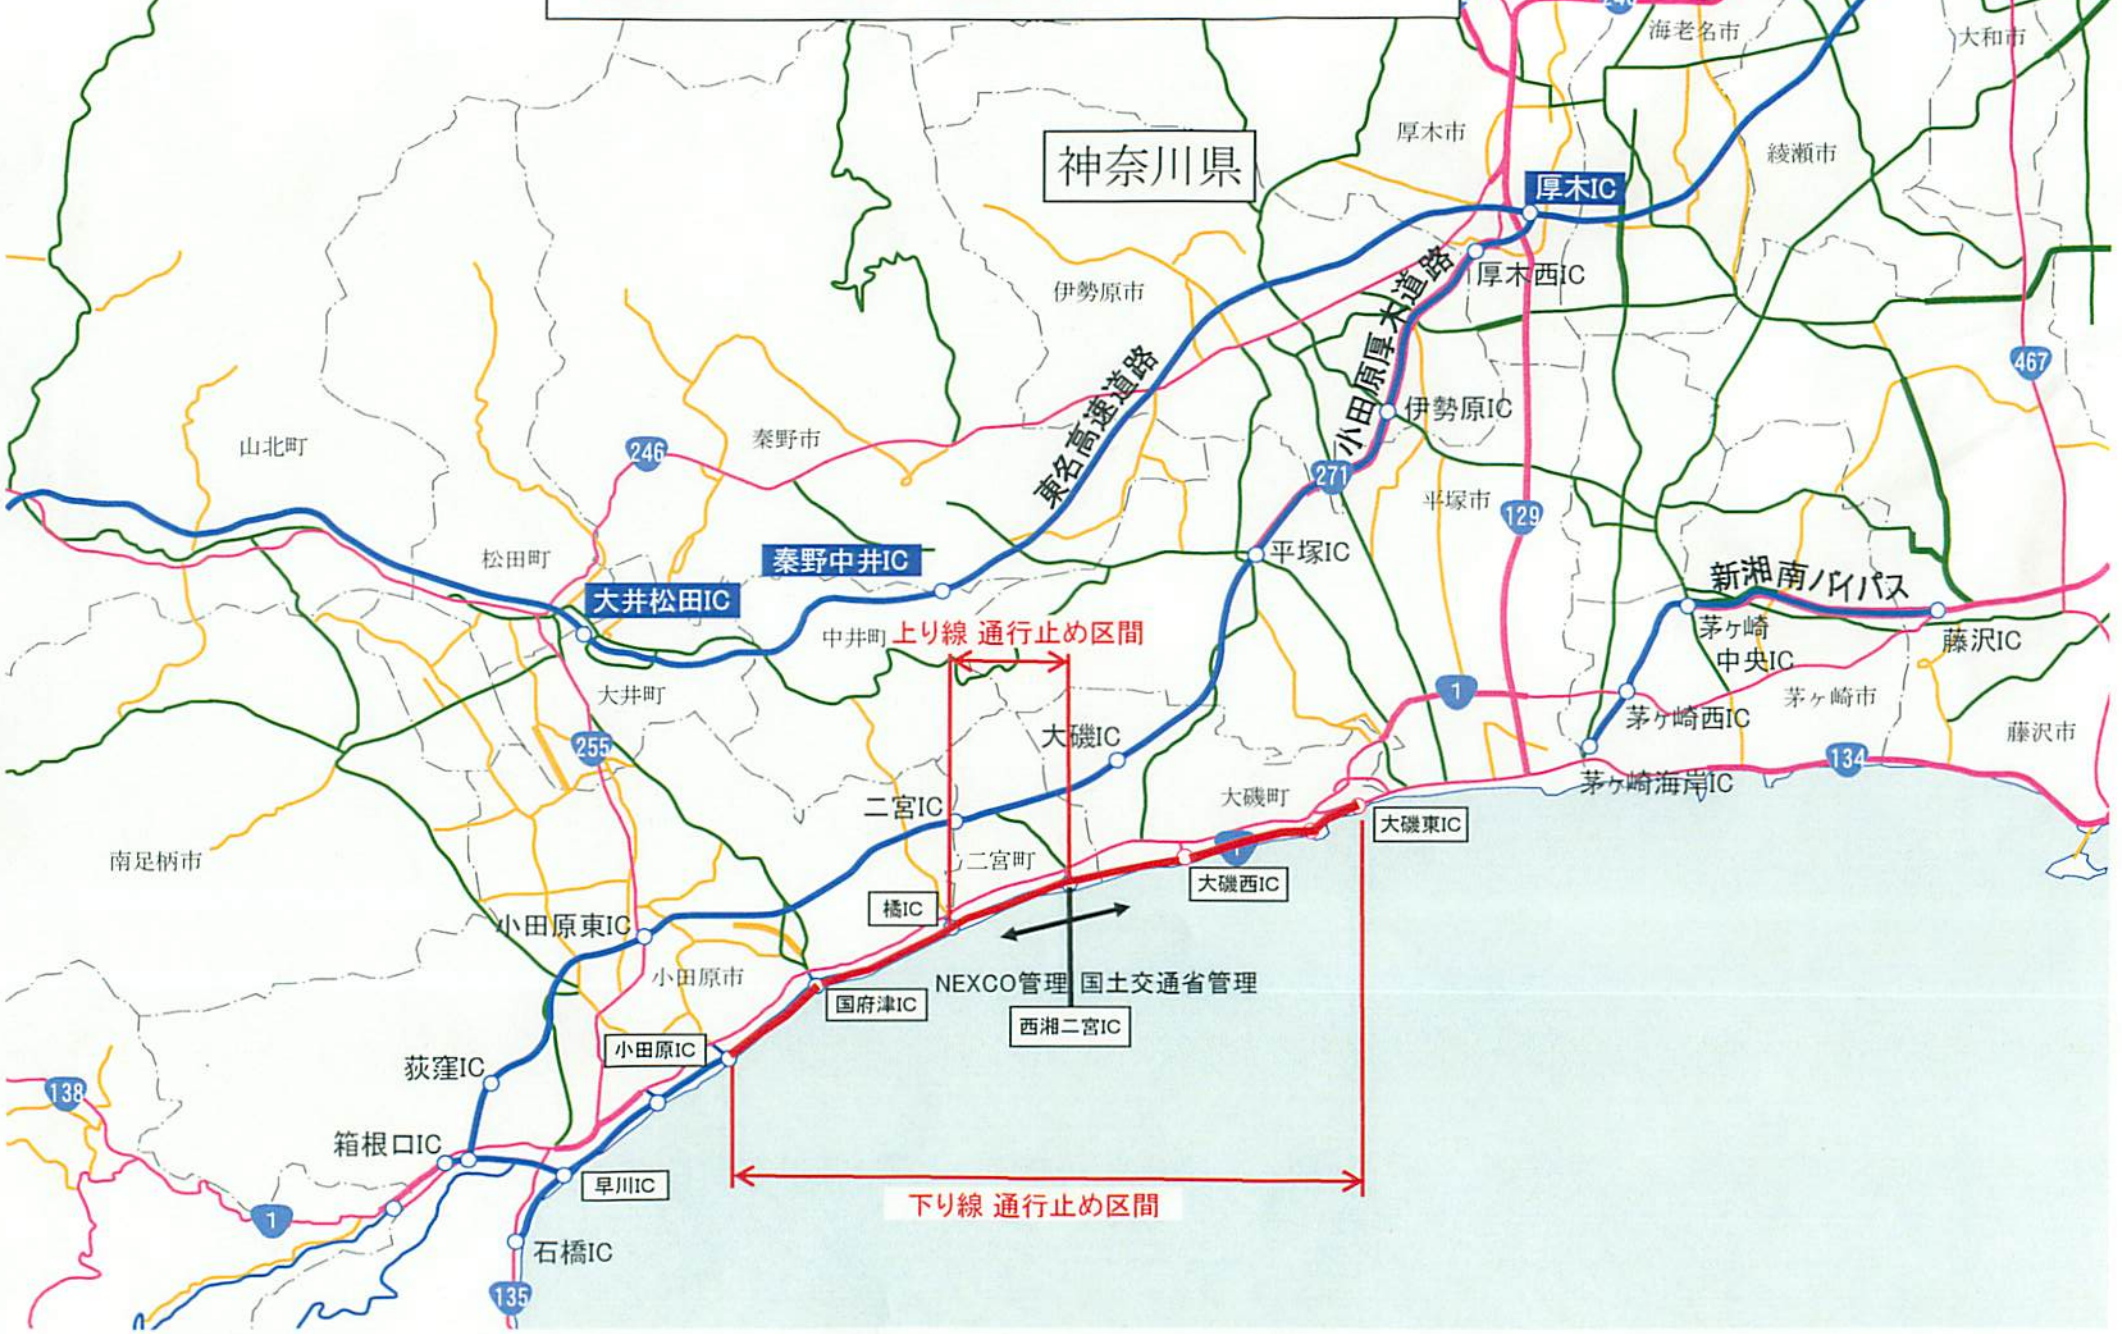 海老名市
大和市
厚木市
綾瀬市
神奈川県
厚木IC
厚木西IC
伊勢原市
小田原厚木道路
東名高速道路
467
伊勢原IC
山北町
246
秦野市
271
平塚市
129
松田町
秦野中井IC
平塚IC
大井松田IC
新湘南バイパス
中井町
上り線 通行止め区間
茅ヶ崎
中央IC
藤沢IC
大井町
1
茅ヶ崎市
茅ヶ崎西IC
藤沢市
255
大磯IC
134
茅ヶ崎海岸IC
大磯町
二宮IC
大磯東IC
南足柄市
二宮町
1
大磯西IC
橘IC
小田原東IC
小田原市
NEXCO管理
国土交通省管理
国府津IC
西湘二宮IC
小田原IC
荻窪IC
138
箱根口IC
早川IC
下り線 通行止め区間
1
石橋IC
135